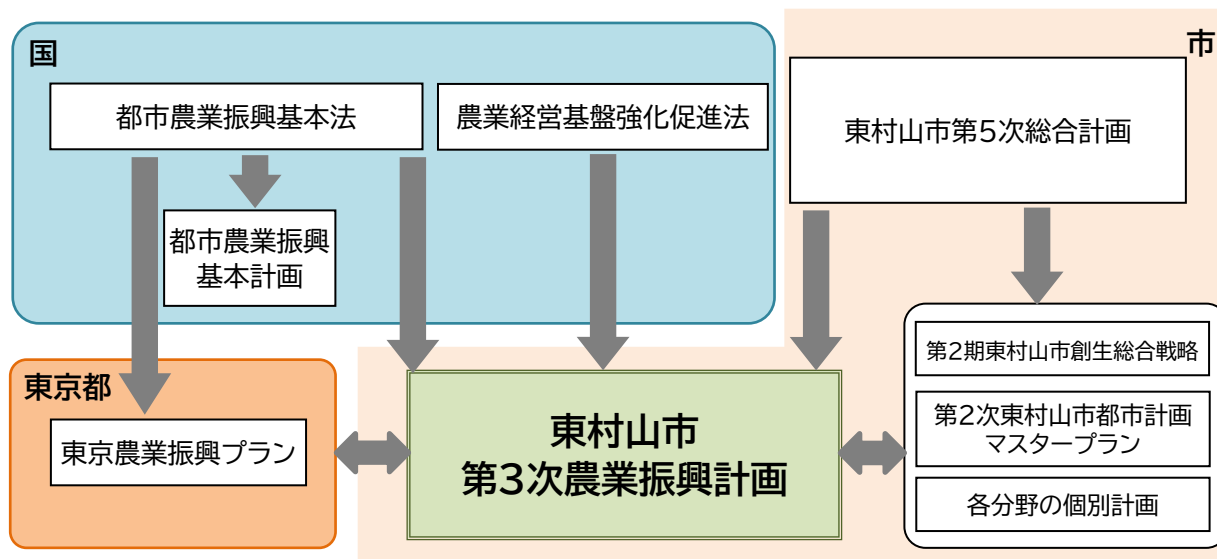 国
市
都市農業振興基本法
農業経営基盤強化促進法
東村山市第5次総合計画
都市農業振興
基本計画
東京都
東京農業振興プラン
東村山市
第3次農業振興計画
第2期東村山市創生総合戦略
第2次東村山市都市計画
マスタープラン
各分野の個別計画